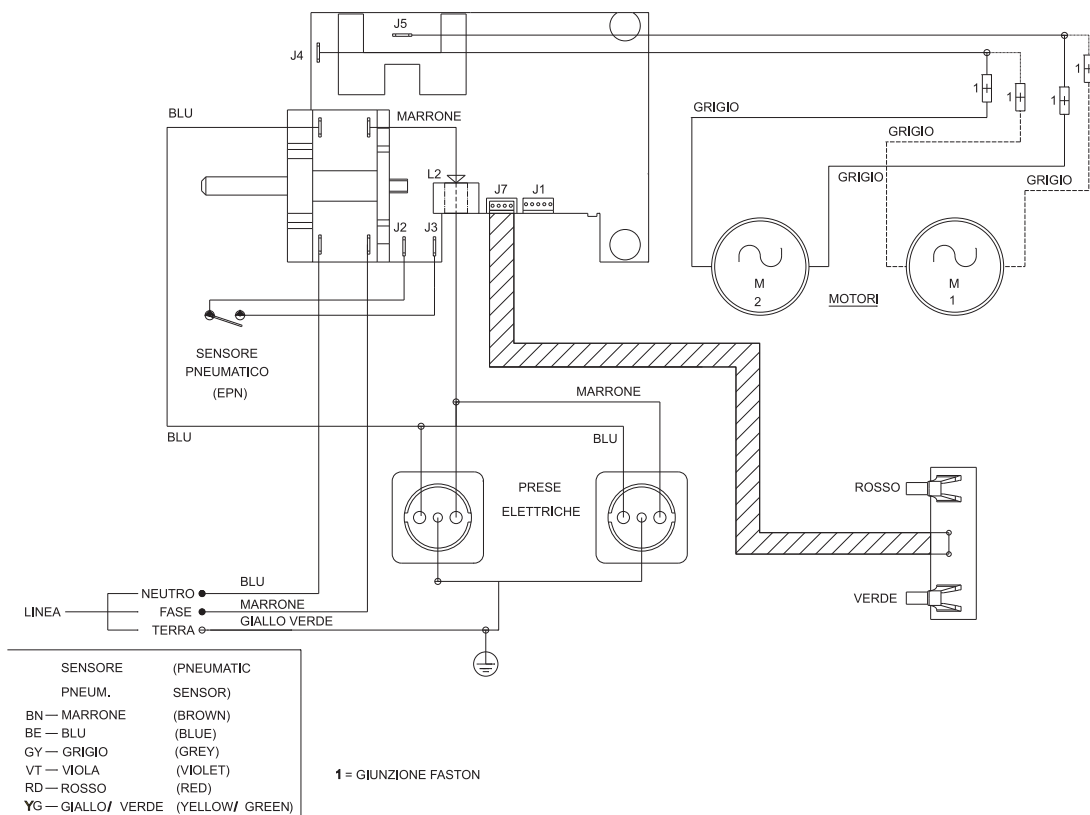 J5
J4
1
1
1
1
BLU
MARRONE
GRIGIO
GRIGIO
GRIGIO
GRIGIO
L2
J7
J1
J2
J3
M
2
MOTORI
M
1
SENSORE
PNEUMATICO
(EPN)
MARRONE
BLU
BLU
PRESE
ELETTRICHE
ROSSO
VERDE
BLU
NEUTRO
LINEA
FASE
MARRONE
TERRA
GIALLO VERDE
SENSORE (PNEUMATIC
PNEUM. SENSOR)
BN — MARRONE (BROWN)
BE — BLU (BLUE)
GY — GRIGIO (GREY)
VT — VIOLA (VIOLET)
RD — ROSSO (RED)
YG — GIALLO/ VERDE (YELLOW/ GREEN)
1 = GIUNZIONE FASTON